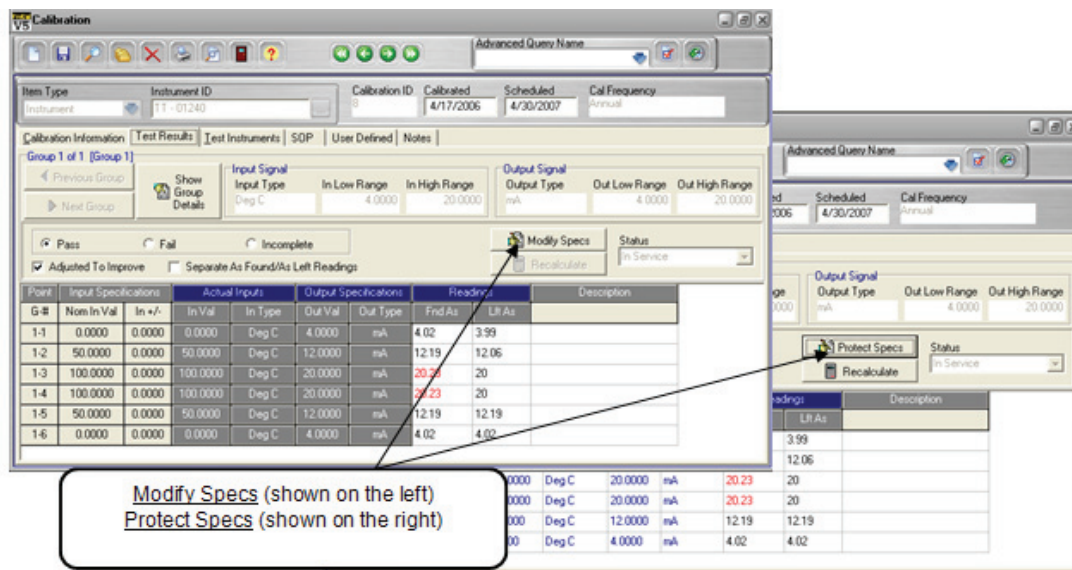 V5 Calibration
Advanced Query Name
Item Type Instrument ID Calibration ID Calibrated Scheduled Cal Frequency
Instrument TT - 01240 8 4/17/2006 4/30/2007 Annual
Calibration Information Test Results Test Instruments SOP User Defined Notes
Group 1 of 1 [Group 1]
Previous Group
Next Group
Show
Group
Details
Input Signal
Input Type In Low Range In High Range
Deg C 4.0000 20.0000
Output Signal
Output Type Out Low Range Out High Range
mA 4.0000 20.0000
Pass Fail Incomplete
Adjusted To Improve Separate As Found/As Left Readings
Modify Specs
Recalculate
Status
In Service
Point Input Specifications Actual Inputs Output Specifications Readings Description
G-# Nom In Val In +/- In Val In Type Out Val Out Type Fnd As Lft As
1-1 0.0000 0.0000 0.0000 Deg C 4.0000 mA 4.02 3.99
1-2 50.0000 0.0000 50.0000 Deg C 12.0000 mA 12.19 12.06
1-3 100.0000 0.0000 100.0000 Deg C 20.0000 mA 20.23 20
1-4 100.0000 0.0000 100.0000 Deg C 20.0000 mA 20.23 20
1-5 50.0000 0.0000 50.0000 Deg C 12.0000 mA 12.19 12.19
1-6 0.0000 0.0000 0.0000 Deg C 4.0000 mA 4.02 4.02
Advanced Query Name
ed Scheduled Cal Frequency
2006 4/30/2007 Annual
Output Signal
ge Output Type Out Low Range Out High Range
0000 mA 4.0000 20.0000
Protect Specs
Recalculate
Status
In Service
eadings Description
Lft As
3.99
12.06
0000 Deg C 20.0000 mA 20.23 20
0000 Deg C 20.0000 mA 20.23 20
000 Deg C 12.0000 mA 12.19 12.19
00 Deg C 4.0000 mA 4.02 4.02
Modify Specs (shown on the left)
Protect Specs (shown on the right)